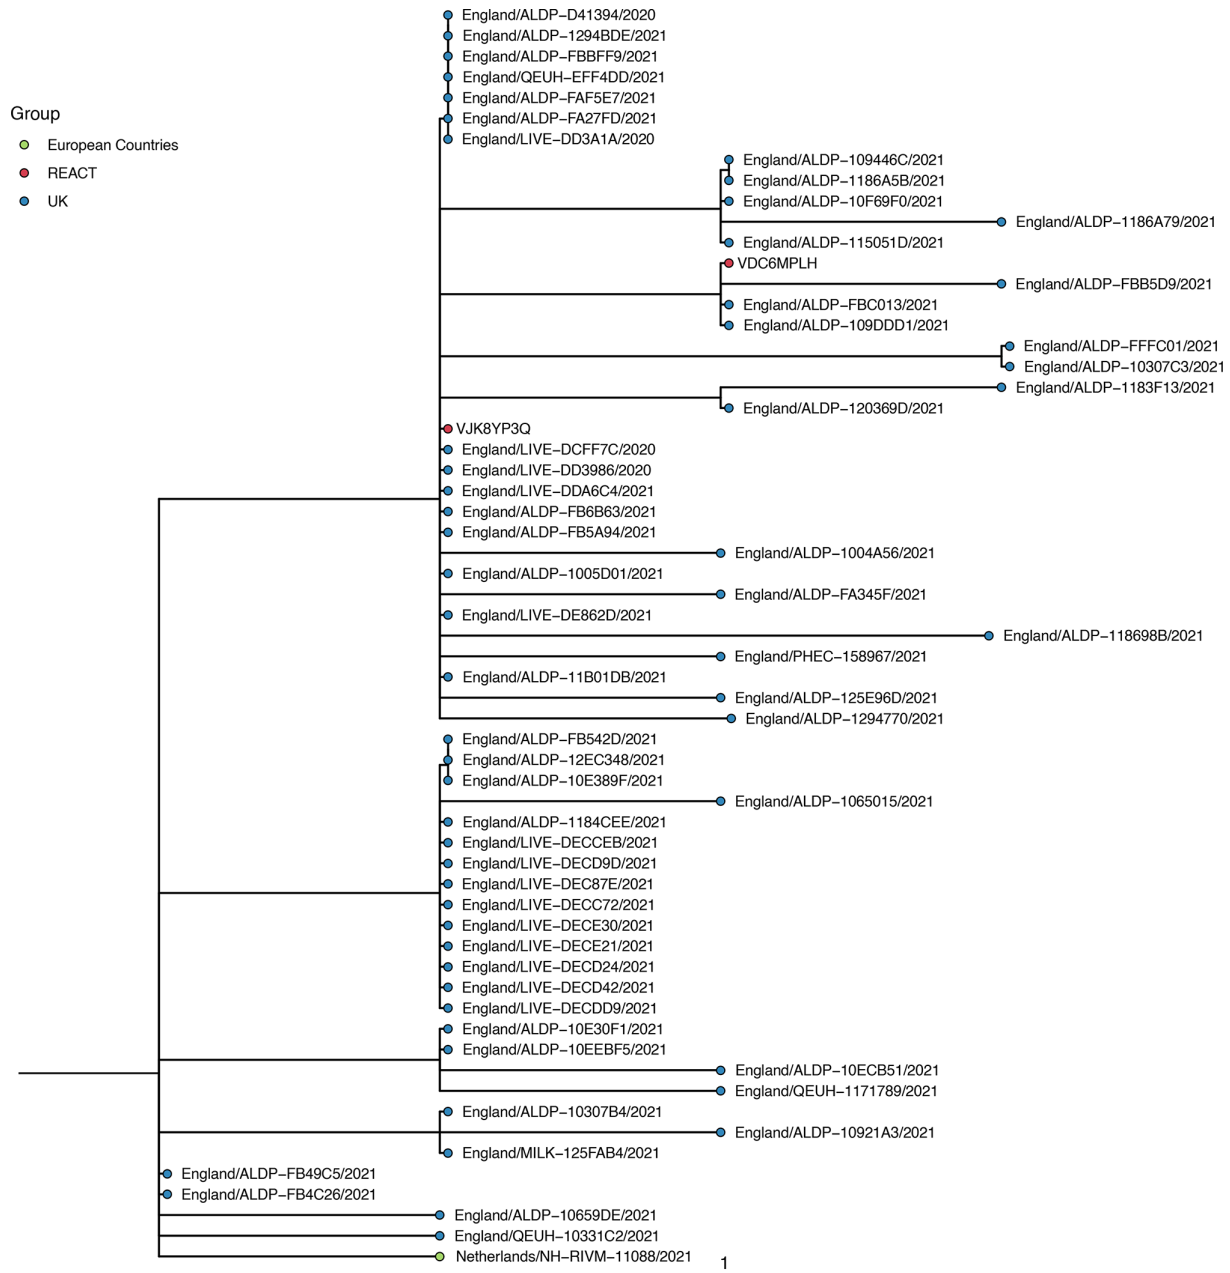 England/ALDP−D41394/2020
England/ALDP−1294BDE/2021
England/ALDP−FBBFF9/2021
England/QEUH−EFF4DD/2021
England/ALDP−FAF5E7/2021
England/ALDP−FA27FD/2021
England/LIVE−DD3A1A/2020
Group
European Countries
REACT
UK
England/ALDP−109446C/2021
England/ALDP−1186A5B/2021
England/ALDP−10F69F0/2021
England/ALDP−1186A79/2021
England/ALDP−115051D/2021
VDC6MPLH
England/ALDP−FBB5D9/2021
England/ALDP−FBC013/2021
England/ALDP−109DDD1/2021
England/ALDP−FFFC01/2021
England/ALDP−10307C3/2021
England/ALDP−1183F13/2021
England/ALDP−120369D/2021
VJK8YP3Q
England/LIVE−DCFF7C/2020
England/LIVE−DD3986/2020
England/LIVE−DDA6C4/2021
England/ALDP−FB6B63/2021
England/ALDP−FB5A94/2021
England/ALDP−1004A56/2021
England/ALDP−1005D01/2021
England/ALDP−FA345F/2021
England/LIVE−DE862D/2021
England/ALDP−118698B/2021
England/PHEC−158967/2021
England/ALDP−11B01DB/2021
England/ALDP−125E96D/2021
England/ALDP−1294770/2021
England/ALDP−FB542D/2021
England/ALDP−12EC348/2021
England/ALDP−10E389F/2021
England/ALDP−1065015/2021
England/ALDP−1184CEE/2021
England/LIVE−DECCEB/2021
England/LIVE−DECD9D/2021
England/LIVE−DEC87E/2021
England/LIVE−DECC72/2021
England/LIVE−DECE30/2021
England/LIVE−DECE21/2021
England/LIVE−DECD24/2021
England/LIVE−DECD42/2021
England/LIVE−DECDD9/2021
England/ALDP−10E30F1/2021
England/ALDP−10EEBF5/2021
England/ALDP−10ECB51/2021
England/QEUH−1171789/2021
England/ALDP−10307B4/2021
England/ALDP−10921A3/2021
England/MILK−125FAB4/2021
England/ALDP−FB49C5/2021
England/ALDP−FB4C26/2021
England/ALDP−10659DE/2021
England/QEUH−10331C2/2021
Netherlands/NH−RIVM−11088/2021
1